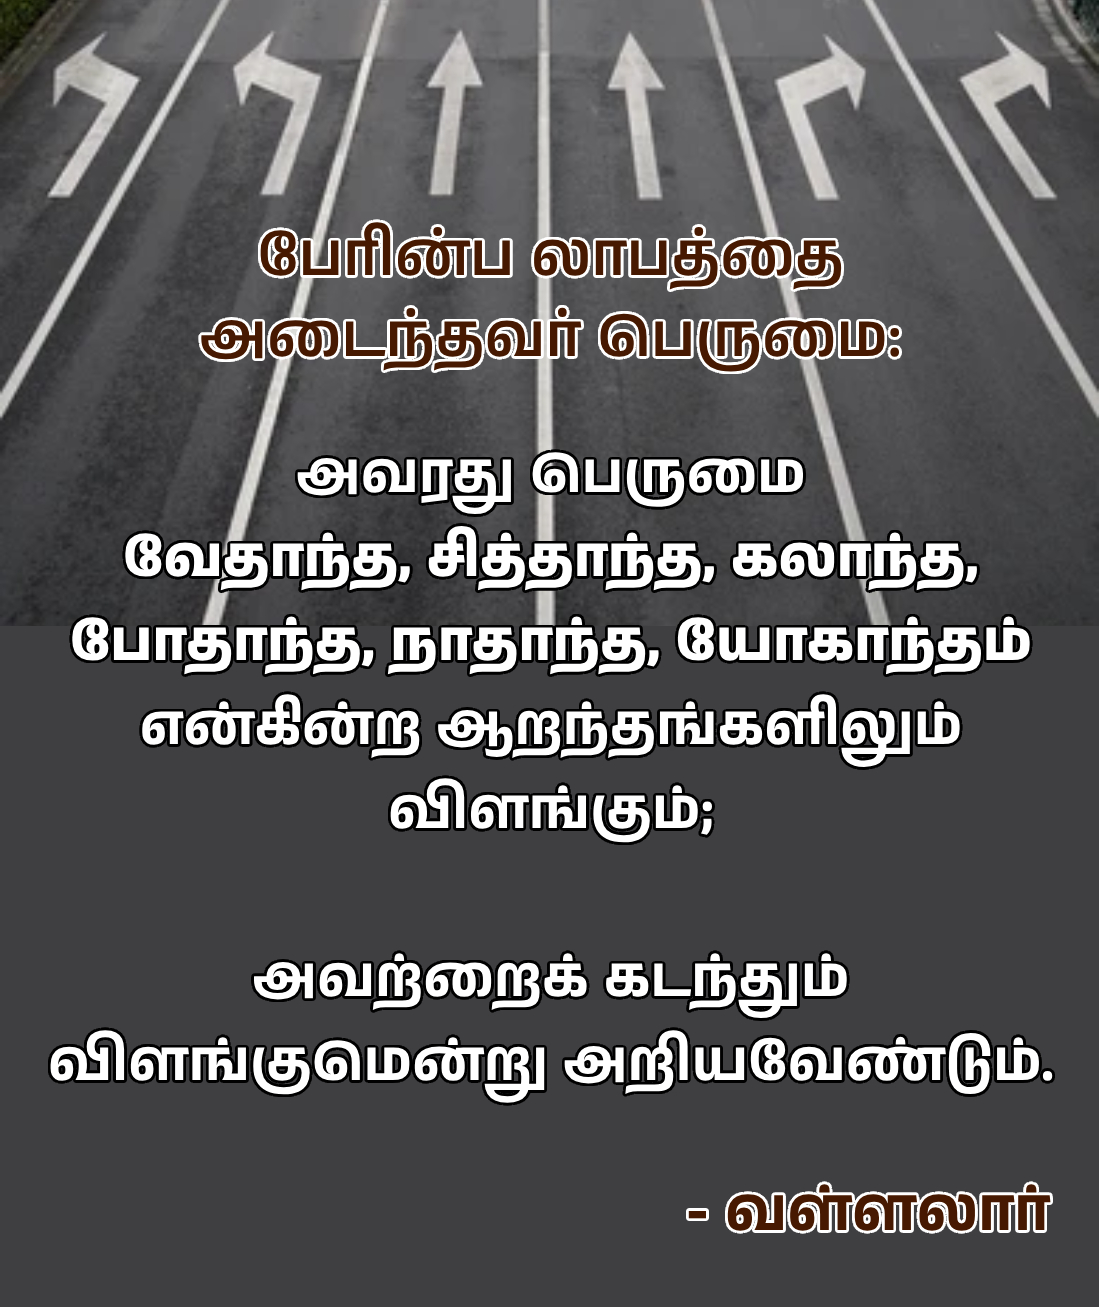 பேரின்ப லாபத்தை
அடைந்தவர் பெருமை:
அவரது பெருமை
வேதாந்த, சித்தாந்த, கலாந்த,
போதாந்த, நாதாந்த, யோகாந்தம்
என்கின்ற ஆறந்தங்களிலும்
விளங்கும்;
அவற்றைக் கடந்தும்
விளங்குமென்று அறியவேண்டும்.
- வள்ளலார்